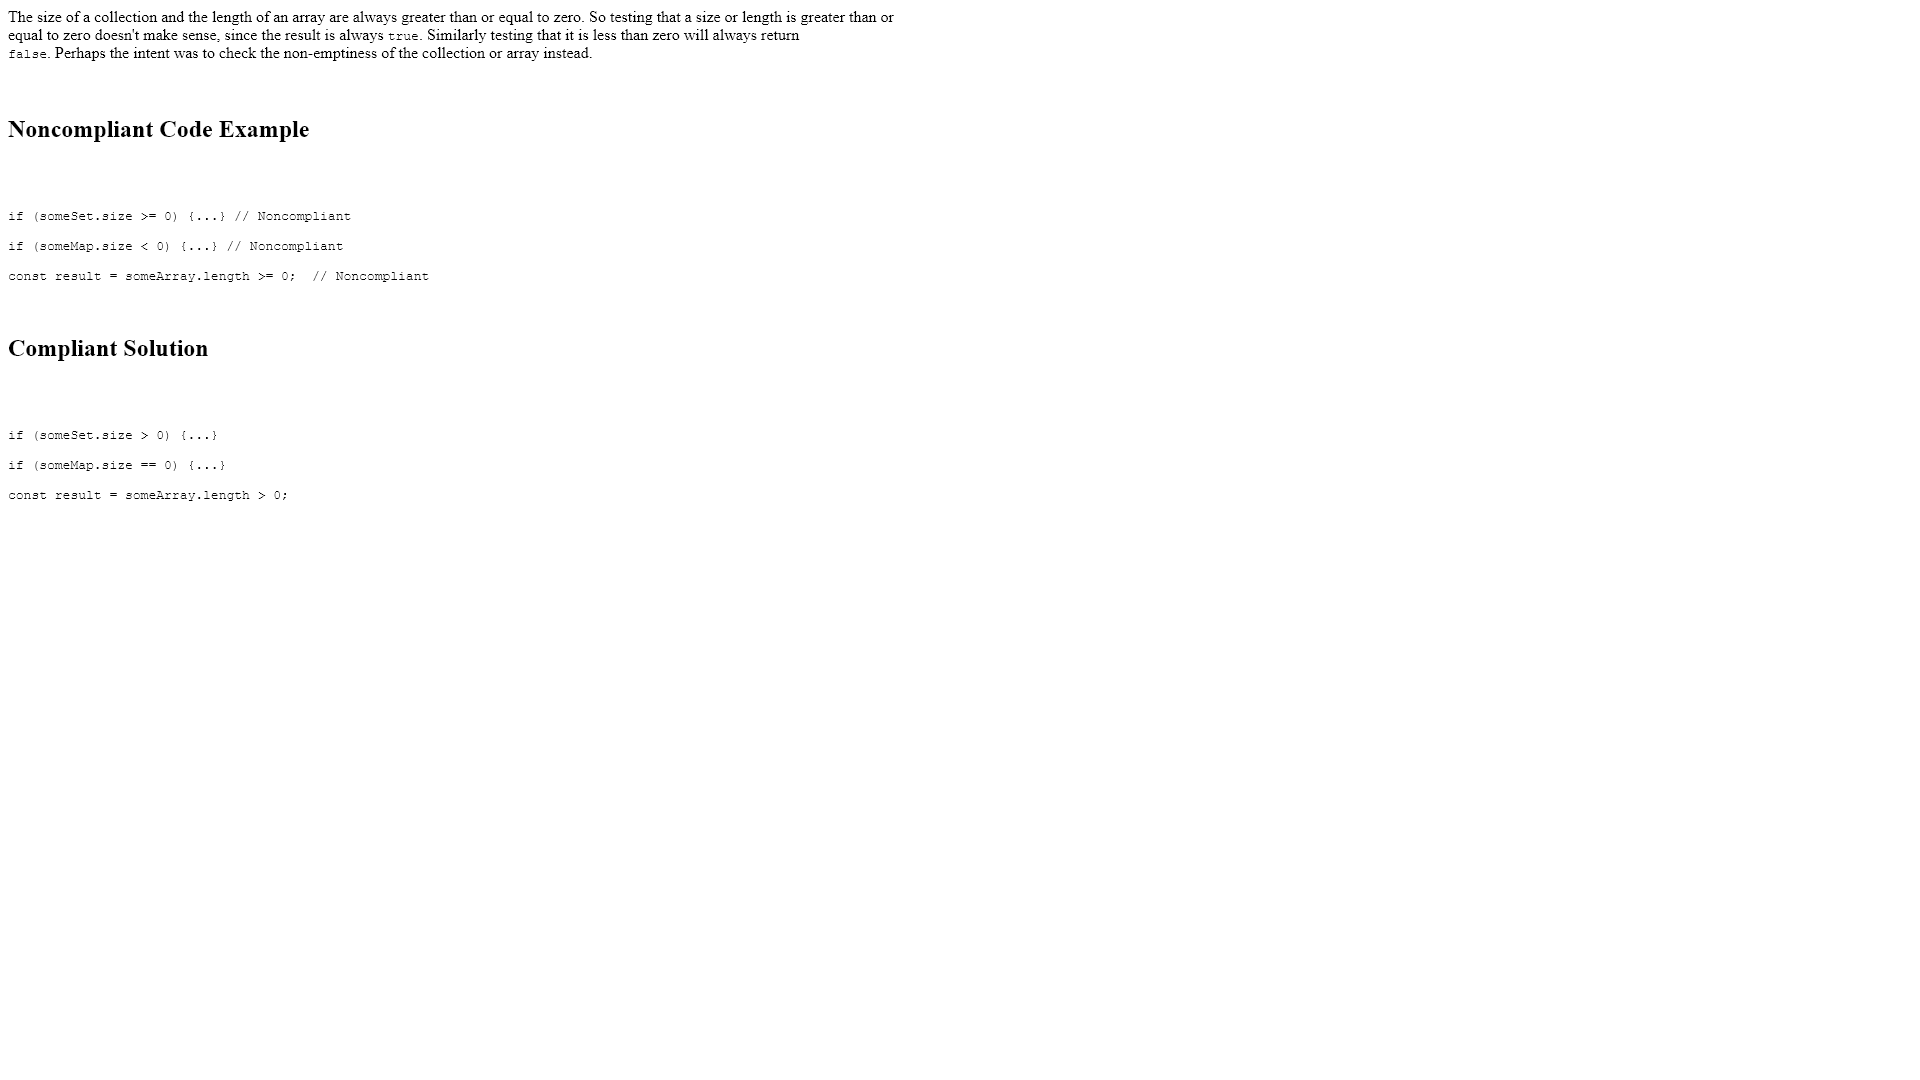 The size of a collection and the length of an array are always greater than or equal to zero. So testing that a size or length is greater than or
equal to zero doesn't make sense, since the result is always true. Similarly testing that it is less than zero will always return
false. Perhaps the intent was to check the non-emptiness of the collection or array instead.
Noncompliant Code Example
if (someSet.size >= 0) {...} // Noncompliant
if (someMap.size < 0) {...} // Noncompliant
const result = someArray.length >= 0;  // Noncompliant
Compliant Solution
if (someSet.size > 0) {...}
if (someMap.size == 0) {...}
const result = someArray.length > 0;